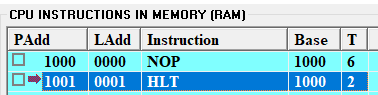 CPU INSTRUCTIONS IN MEMORY (RAM)
PAdd LAdd Instruction Base T
1000 0000 NOP 1000 6
1001 0001 HLT 1000 2